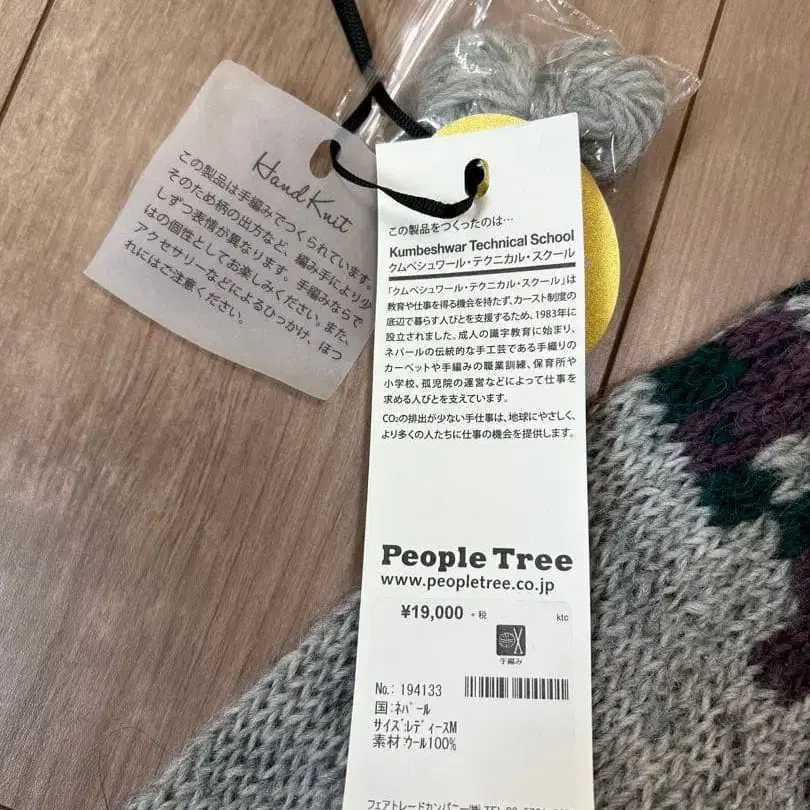 Hand Knit
この製品は手編みでつくられています。
そのため柄の出方など、編み手により少
しずつ表情が異なります。手編みならで
はの個性としてお楽しみください。また、
アクセサリーなどによるひっかけ、ほつ
れにはご注意ください。
この製品をつくったのは…
Kumbeshwar Technical School
クムベシュワール・テクニカル・スクール
「クムベシュワール・テクニカル・スクール」は
教育や仕事を得る機会を持たず、カースト制度の
底辺で暮らす人びとを支援するため、1983年に
設立されました。成人の識字教育に始まり、
ネパールの伝統的な手工芸である手織りの
カーペットや手編みの職業訓練、保育所や
小学校、孤児院の運営などによって仕事を
求める人びとを支えています。
CO₂の排出が少ない手仕事は、地球にやさしく、
より多くの人たちに仕事の機会を提供します。
People Tree
www.peopletree.co.jp
¥19,000 +税
ktc
手編み
No.: 194133
国:ネパール
サイズ:レディースM
素材:ウール100%
フェアトレードカンパニー㈱